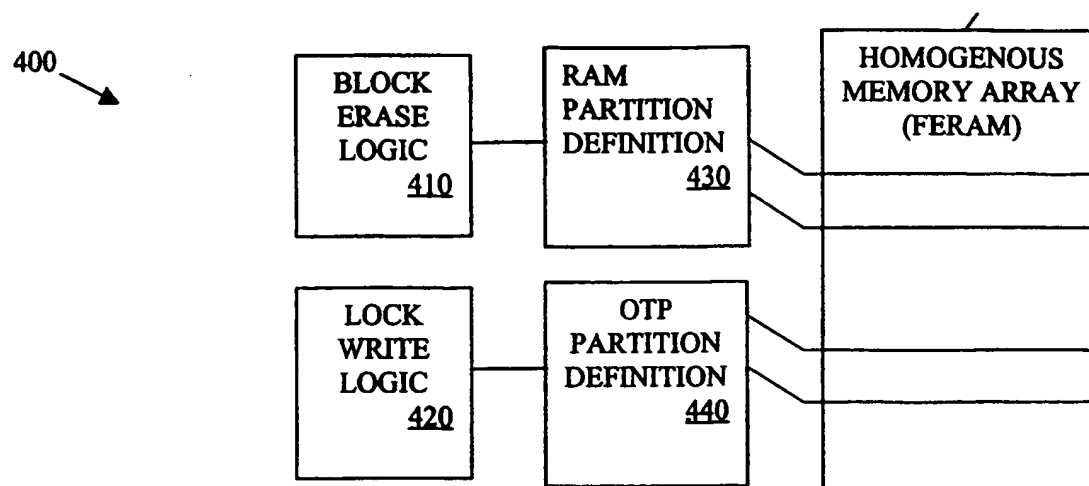 400
BLOCK
ERASE
LOGIC
410
RAM
PARTITION
DEFINITION
430
HOMOGENOUS
MEMORY ARRAY
(FERAM)
LOCK
WRITE
LOGIC
420
OTP
PARTITION
DEFINITION
440